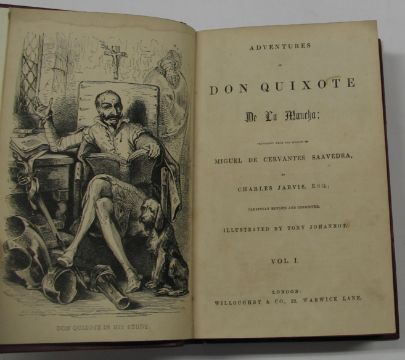 DON QUIXOTE IN HIS STUDY.
ADVENTURES
OF
DON QUIXOTE
De La Mancha;
TRANSLATED FROM THE SPANISH OF
MIGUEL DE CERVANTES SAAVEDRA,
BY
CHARLES JARVIS, ESQ;
CAREFULLY REVISED AND CORRECTED.
ILLUSTRATED BY TONY JOHANNOT.
VOL. I.
LONDON:
WILLOUGHBY & CO., 22, WARWICK LANE.